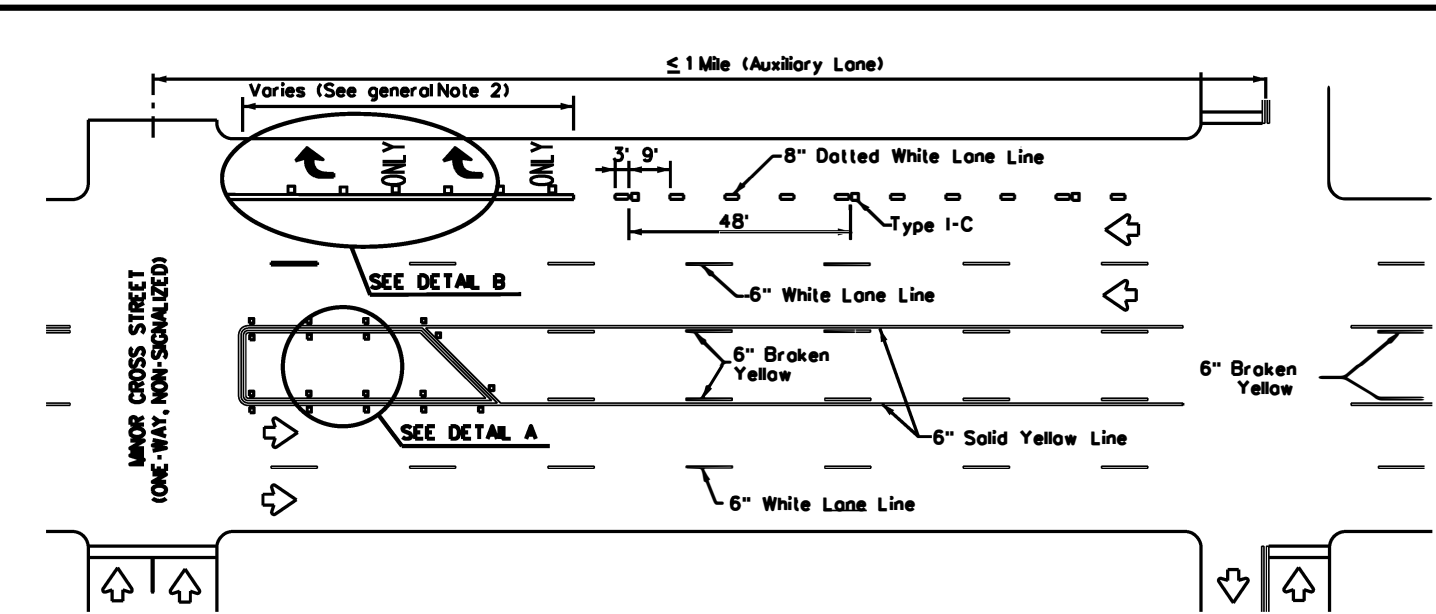 ≤ 1 Mile (Auxiliary Lane)
Varies (See general Note 2)
ONLY
ONLY
3' 9'
8" Dotted White Lane Line
48'
Type I-C
SEE DETAIL B
6" White Lane Line
MINOR CROSS STREET
(ONE-WAY, NON-SIGNALIZED)
6" Broken
Yellow
6" Broken
Yellow
SEE DETAIL A
6" Solid Yellow Line
6" White Lane Line